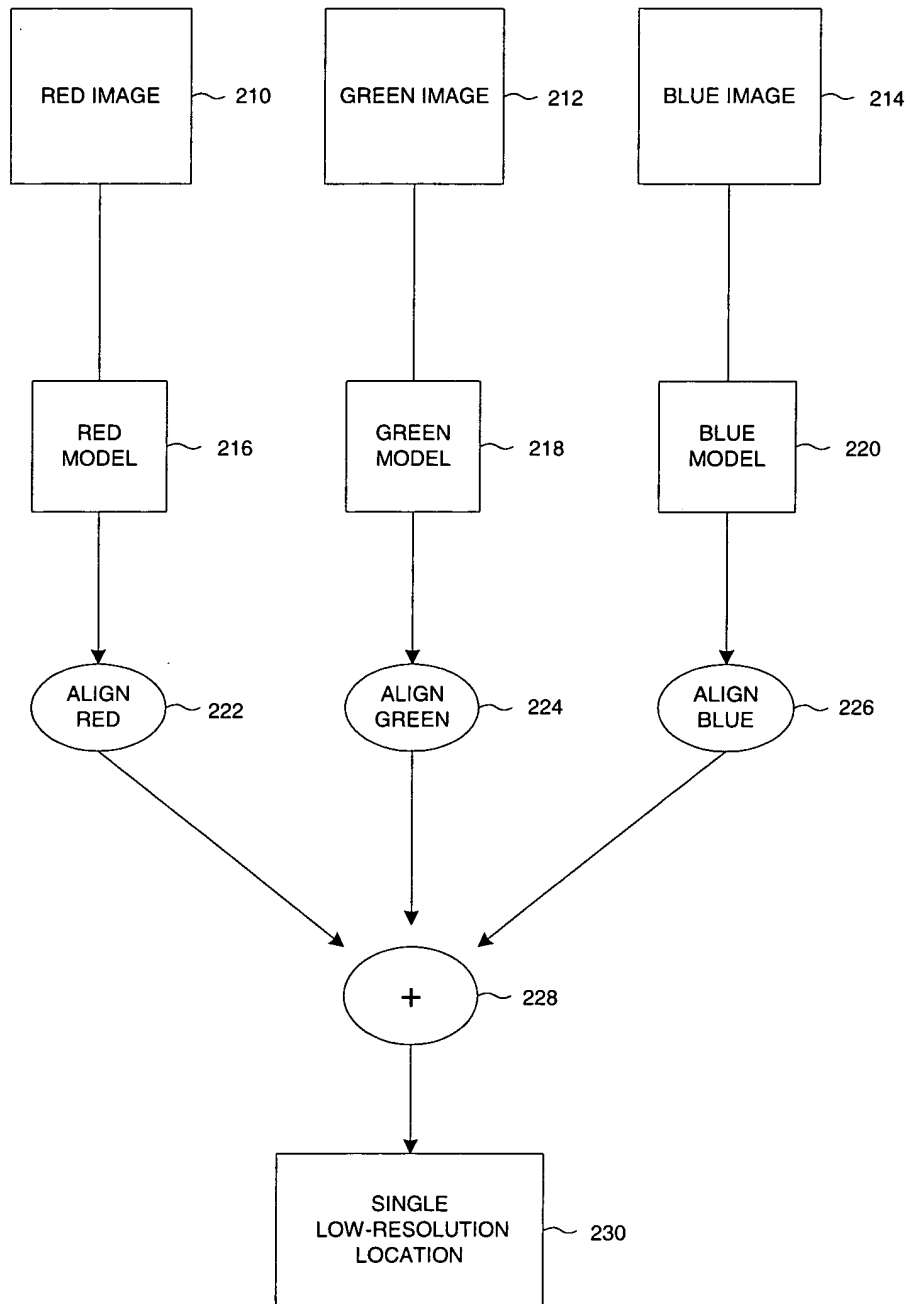 RED IMAGE
210
GREEN IMAGE
212
BLUE IMAGE
214
RED
MODEL
216
GREEN
MODEL
218
BLUE
MODEL
220
ALIGN
RED
222
ALIGN
GREEN
224
ALIGN
BLUE
226
+
228
SINGLE
LOW-RESOLUTION
LOCATION
230